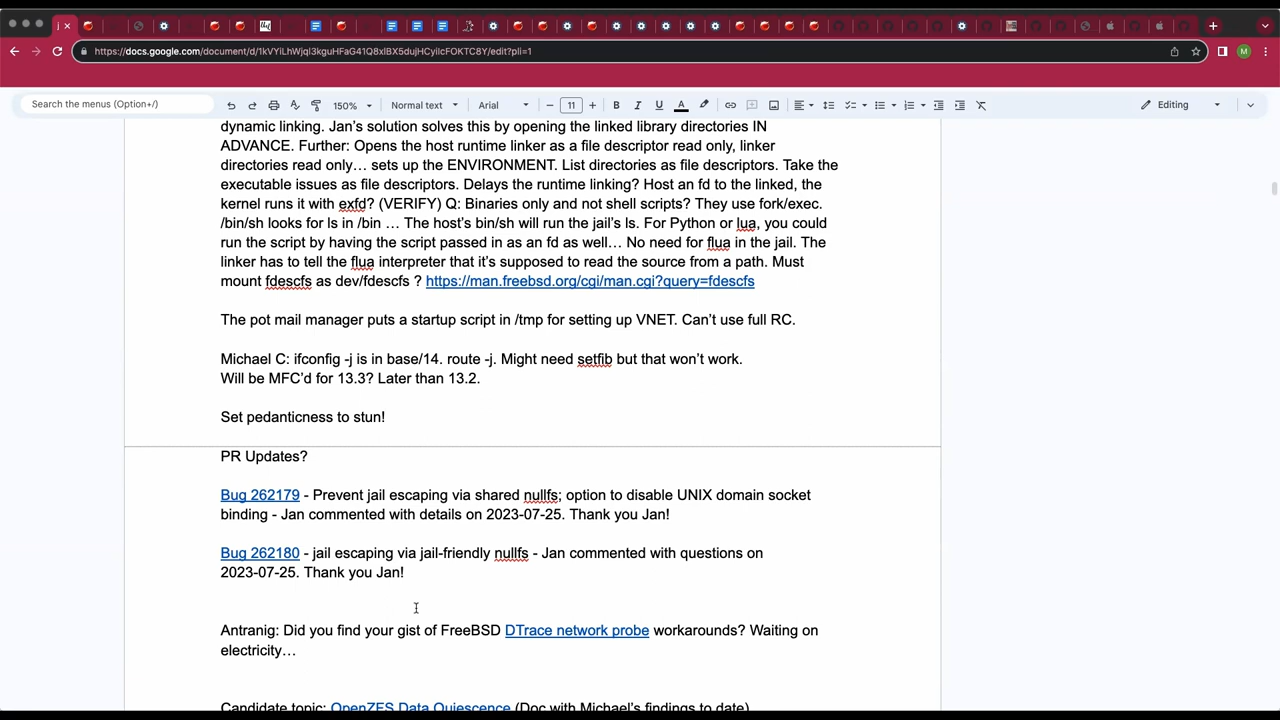 i
https://docs.google.com/document/d/1kVYiLhWjql3kguHFaG41Q8xlBX5dujHCyilcFOKTC8Y/edit?pli=1
M
Search the menus (Option+/)
150%
Normal text
Arial
11
B
I
U
A
Editing
dynamic linking. Jan's solution solves this by opening the linked library directories IN
ADVANCE. Further: Opens the host runtime linker as a file descriptor read only, linker
directories read only… sets up the ENVIRONMENT. List directories as file descriptors. Take the
executable issues as file descriptors. Delays the runtime linking? Host an fd to the linked, the
kernel runs it with exfd? (VERIFY) Q: Binaries only and not shell scripts? They use fork/exec.
/bin/sh looks for ls in /bin … The host's bin/sh will run the jail's ls. For Python or lua, you could
run the script by having the script passed in as an fd as well… No need for flua in the jail. The
linker has to tell the flua interpreter that it's supposed to read the source from a path. Must
mount fdescfs as dev/fdescfs ? https://man.freebsd.org/cgi/man.cgi?query=fdescfs
The pot mail manager puts a startup script in /tmp for setting up VNET. Can't use full RC.
Michael C: ifconfig -j is in base/14. route -j. Might need setfib but that won't work.
Will be MFC'd for 13.3? Later than 13.2.
Set pedanticness to stun!
PR Updates?
Bug 262179 - Prevent jail escaping via shared nullfs; option to disable UNIX domain socket
binding - Jan commented with details on 2023-07-25. Thank you Jan!
Bug 262180 - jail escaping via jail-friendly nullfs - Jan commented with questions on
2023-07-25. Thank you Jan!
Antranig: Did you find your gist of FreeBSD DTrace network probe workarounds? Waiting on
electricity…
Candidate topic: OpenZFS Data Quiescence (Doc with Michael's findings to date)